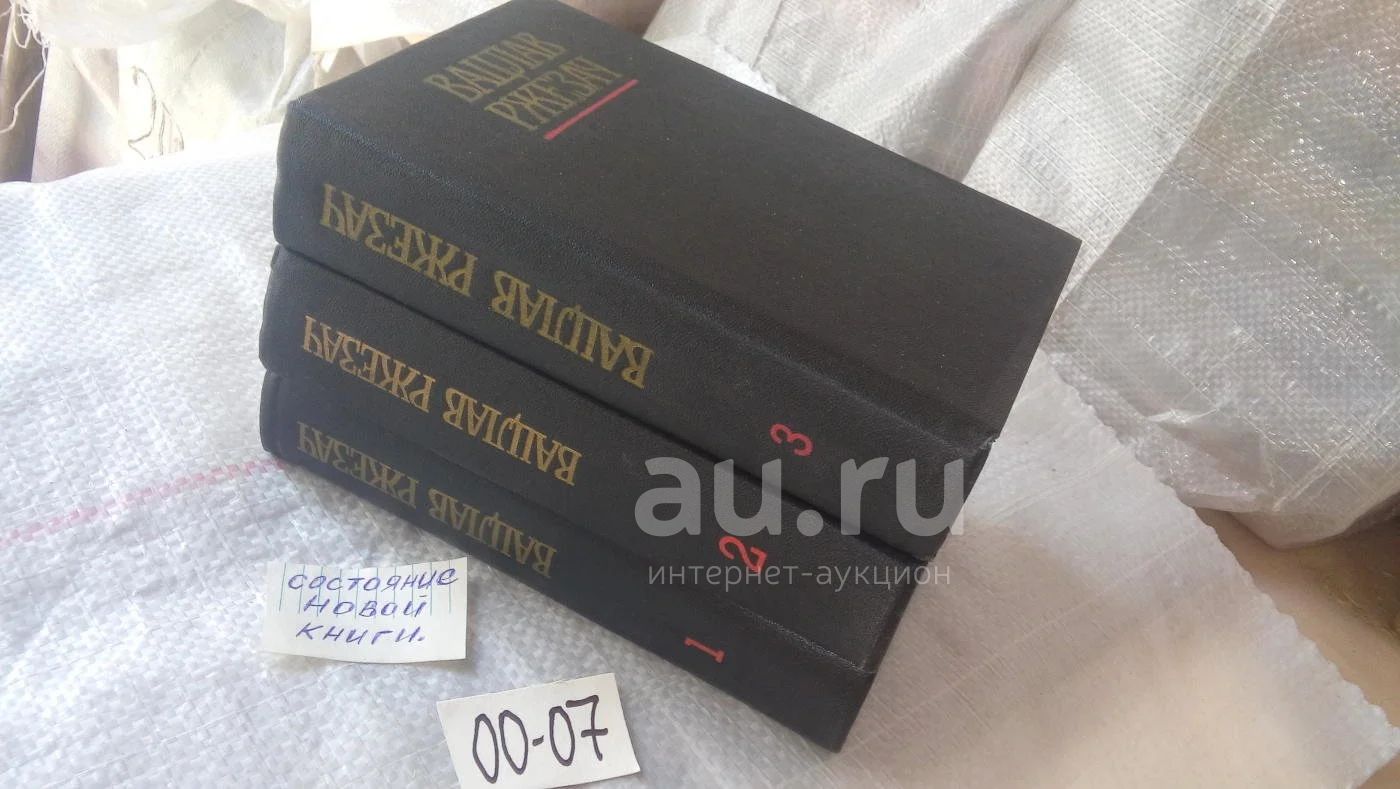 ВАЦЛАВ
РЖЕЗАЧ
ВАЦЛАВ РЖЕЗАЧ
3
ВАЦЛАВ РЖЕЗАЧ
2
ВАЦЛАВ РЖЕЗАЧ
1
au.ru
интернет-аукцион
состояние
новой
книги.
00-07